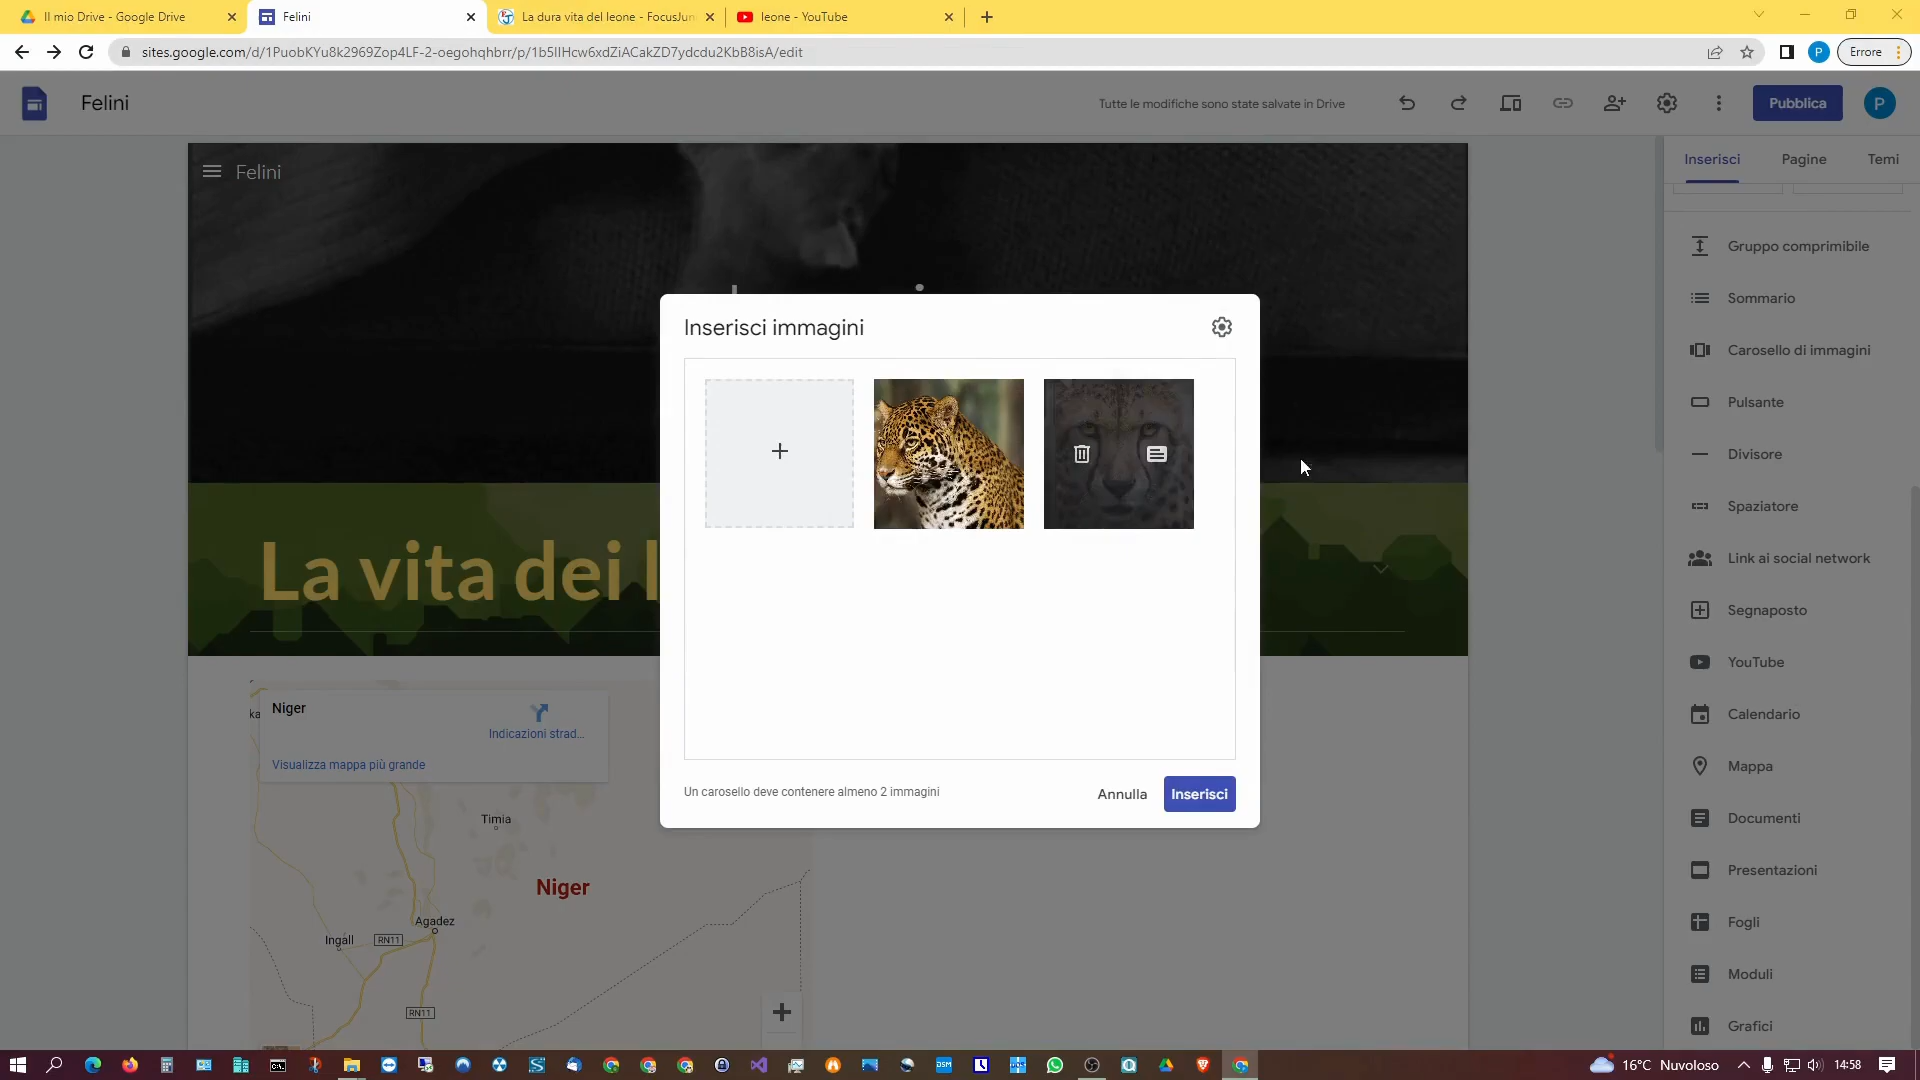 Il mio Drive - Google Drive
Felini
La dura vita del leone - FocusJun
leone - YouTube
sites.google.com/d/1PuobKYu8k2969Zop4LF-2-oegohqhbrr/p/1b5lIHcw6xdZiACakZD7ydcdu2KbB8isA/edit
P
Errore
Felini
Tutte le modifiche sono state salvate in Drive
Pubblica
P
Felini
Inserisci
Pagine
Temi
Gruppo comprimibile
Sommario
Carosello di immagini
Pulsante
Divisore
Spaziatore
Link ai social network
Segnaposto
YouTube
Calendario
Mappa
Documenti
Presentazioni
Fogli
Moduli
Grafici
Inserisci immagini
Un carosello deve contenere almeno 2 immagini
Annulla
Inserisci
La vita dei l
Niger
Indicazioni strad...
Visualizza mappa più grande
Timia
Niger
Agadez
Ingall
RN11
RN11
16°C Nuvoloso
14:58